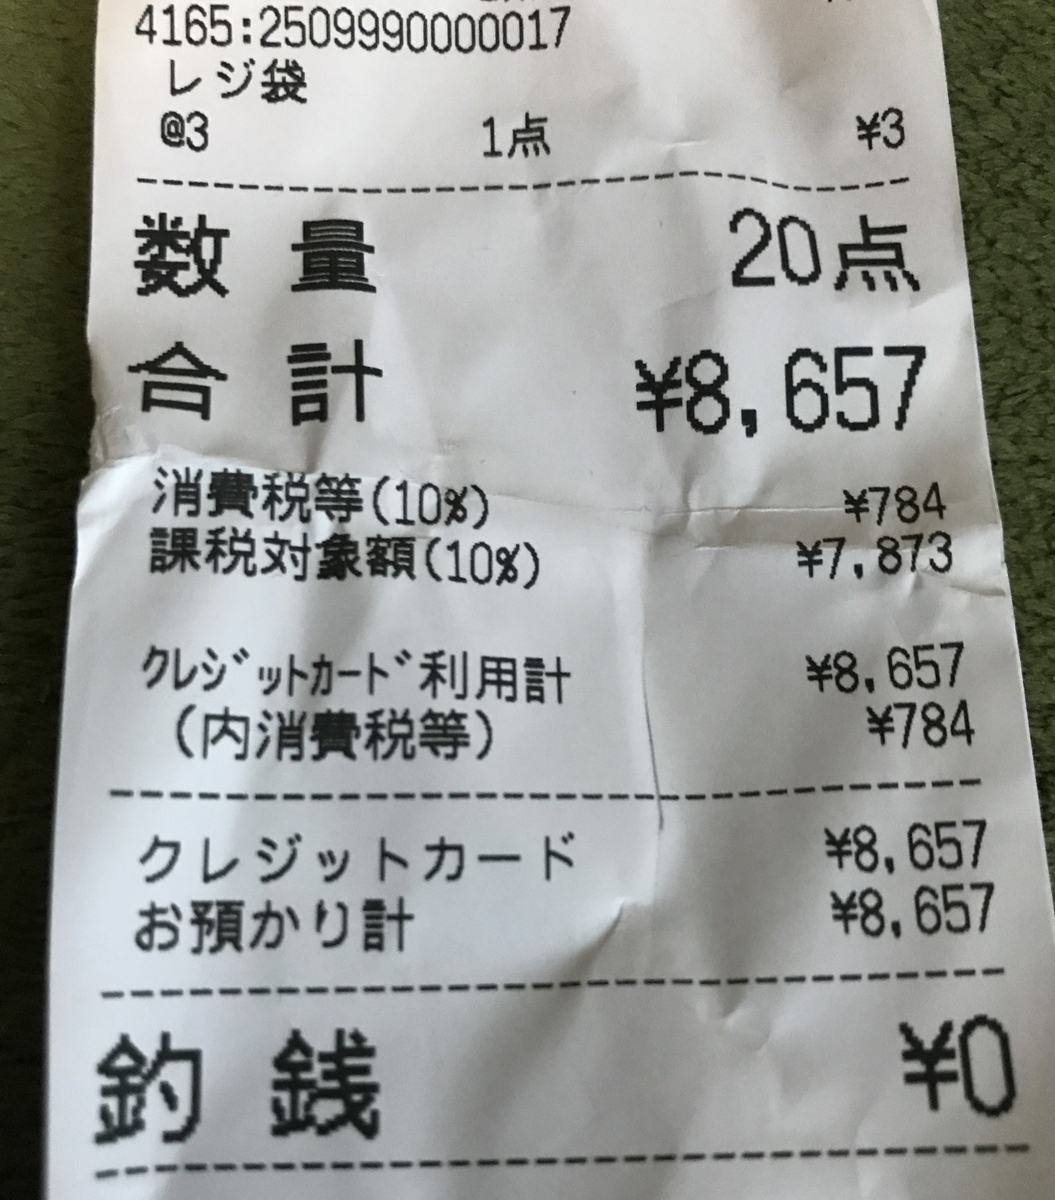 4165:2509990000017
レジ袋
@3 1点 ¥3
数量 20点
合計 ¥8,657
消費税等(10%) ¥784
課税対象額(10%) ¥7,873
ｸﾚｼﾞｯﾄｶｰﾄﾞ利用計 ¥8,657
(内消費税等) ¥784
クレジットカード ¥8,657
お預かり計 ¥8,657
釣銭 ¥0